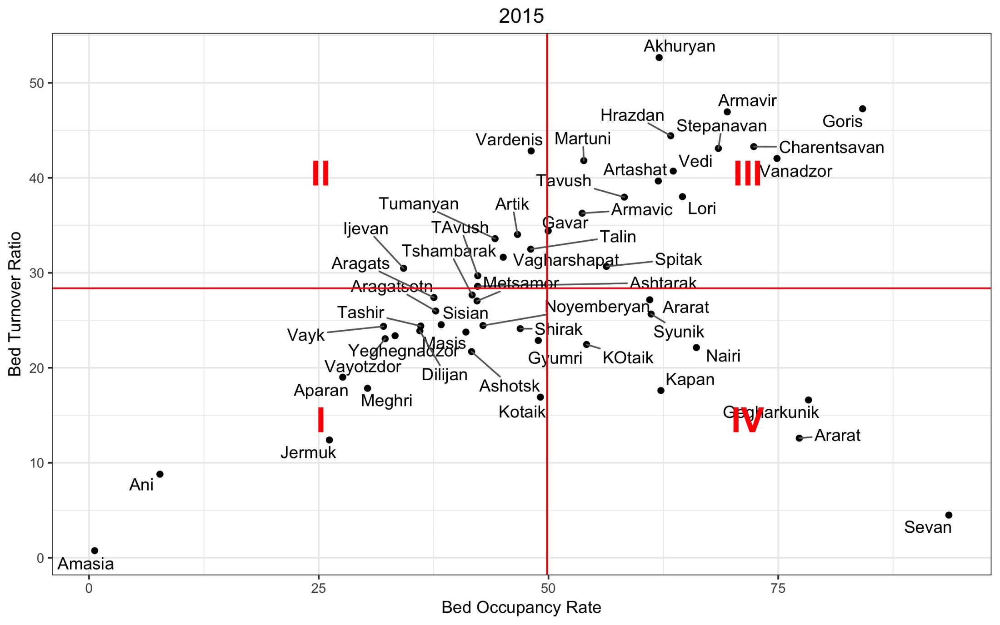 2015
Akhuryan
50
Armavir
Hrazdan
Goris
Stepanavan
Vardenis
Martuni
Charentsavan
Vedi
II
III
Artashat
Vanadzor
40
Tavush
Tumanyan
Artik
Lori
Armavic
Gavar
TAvush
Ijevan
Talin
Tshambarak
Vagharshapat
Spitak
Aragats
30
Metsamor
Ashtarak
Aragatsotn
Noyemberyan
Ararat
Tashir
Sisian
Shirak
Syunik
Vayk
Masis
Yeghegnadzor
Gyumri
KOtaik
Nairi
20
Vayotzdor
Dilijan
Kapan
Ashotsk
Aparan
Meghri
Kotaik
Gegharkunik
I
IV
Ararat
Jermuk
10
Ani
Sevan
0
Amasia
0
25
50
75
Bed Occupancy Rate
Bed Turnover Ratio